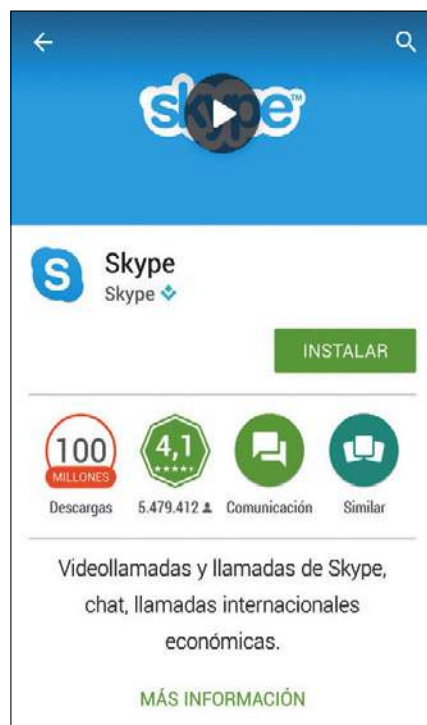 skype™
S
Skype
Skype
INSTALAR
100
MILLONES
Descargas
4,1
5.479.412
Comunicación
Similar
Videollamadas y llamadas de Skype,
chat, llamadas internacionales
económicas.
MÁS INFORMACIÓN